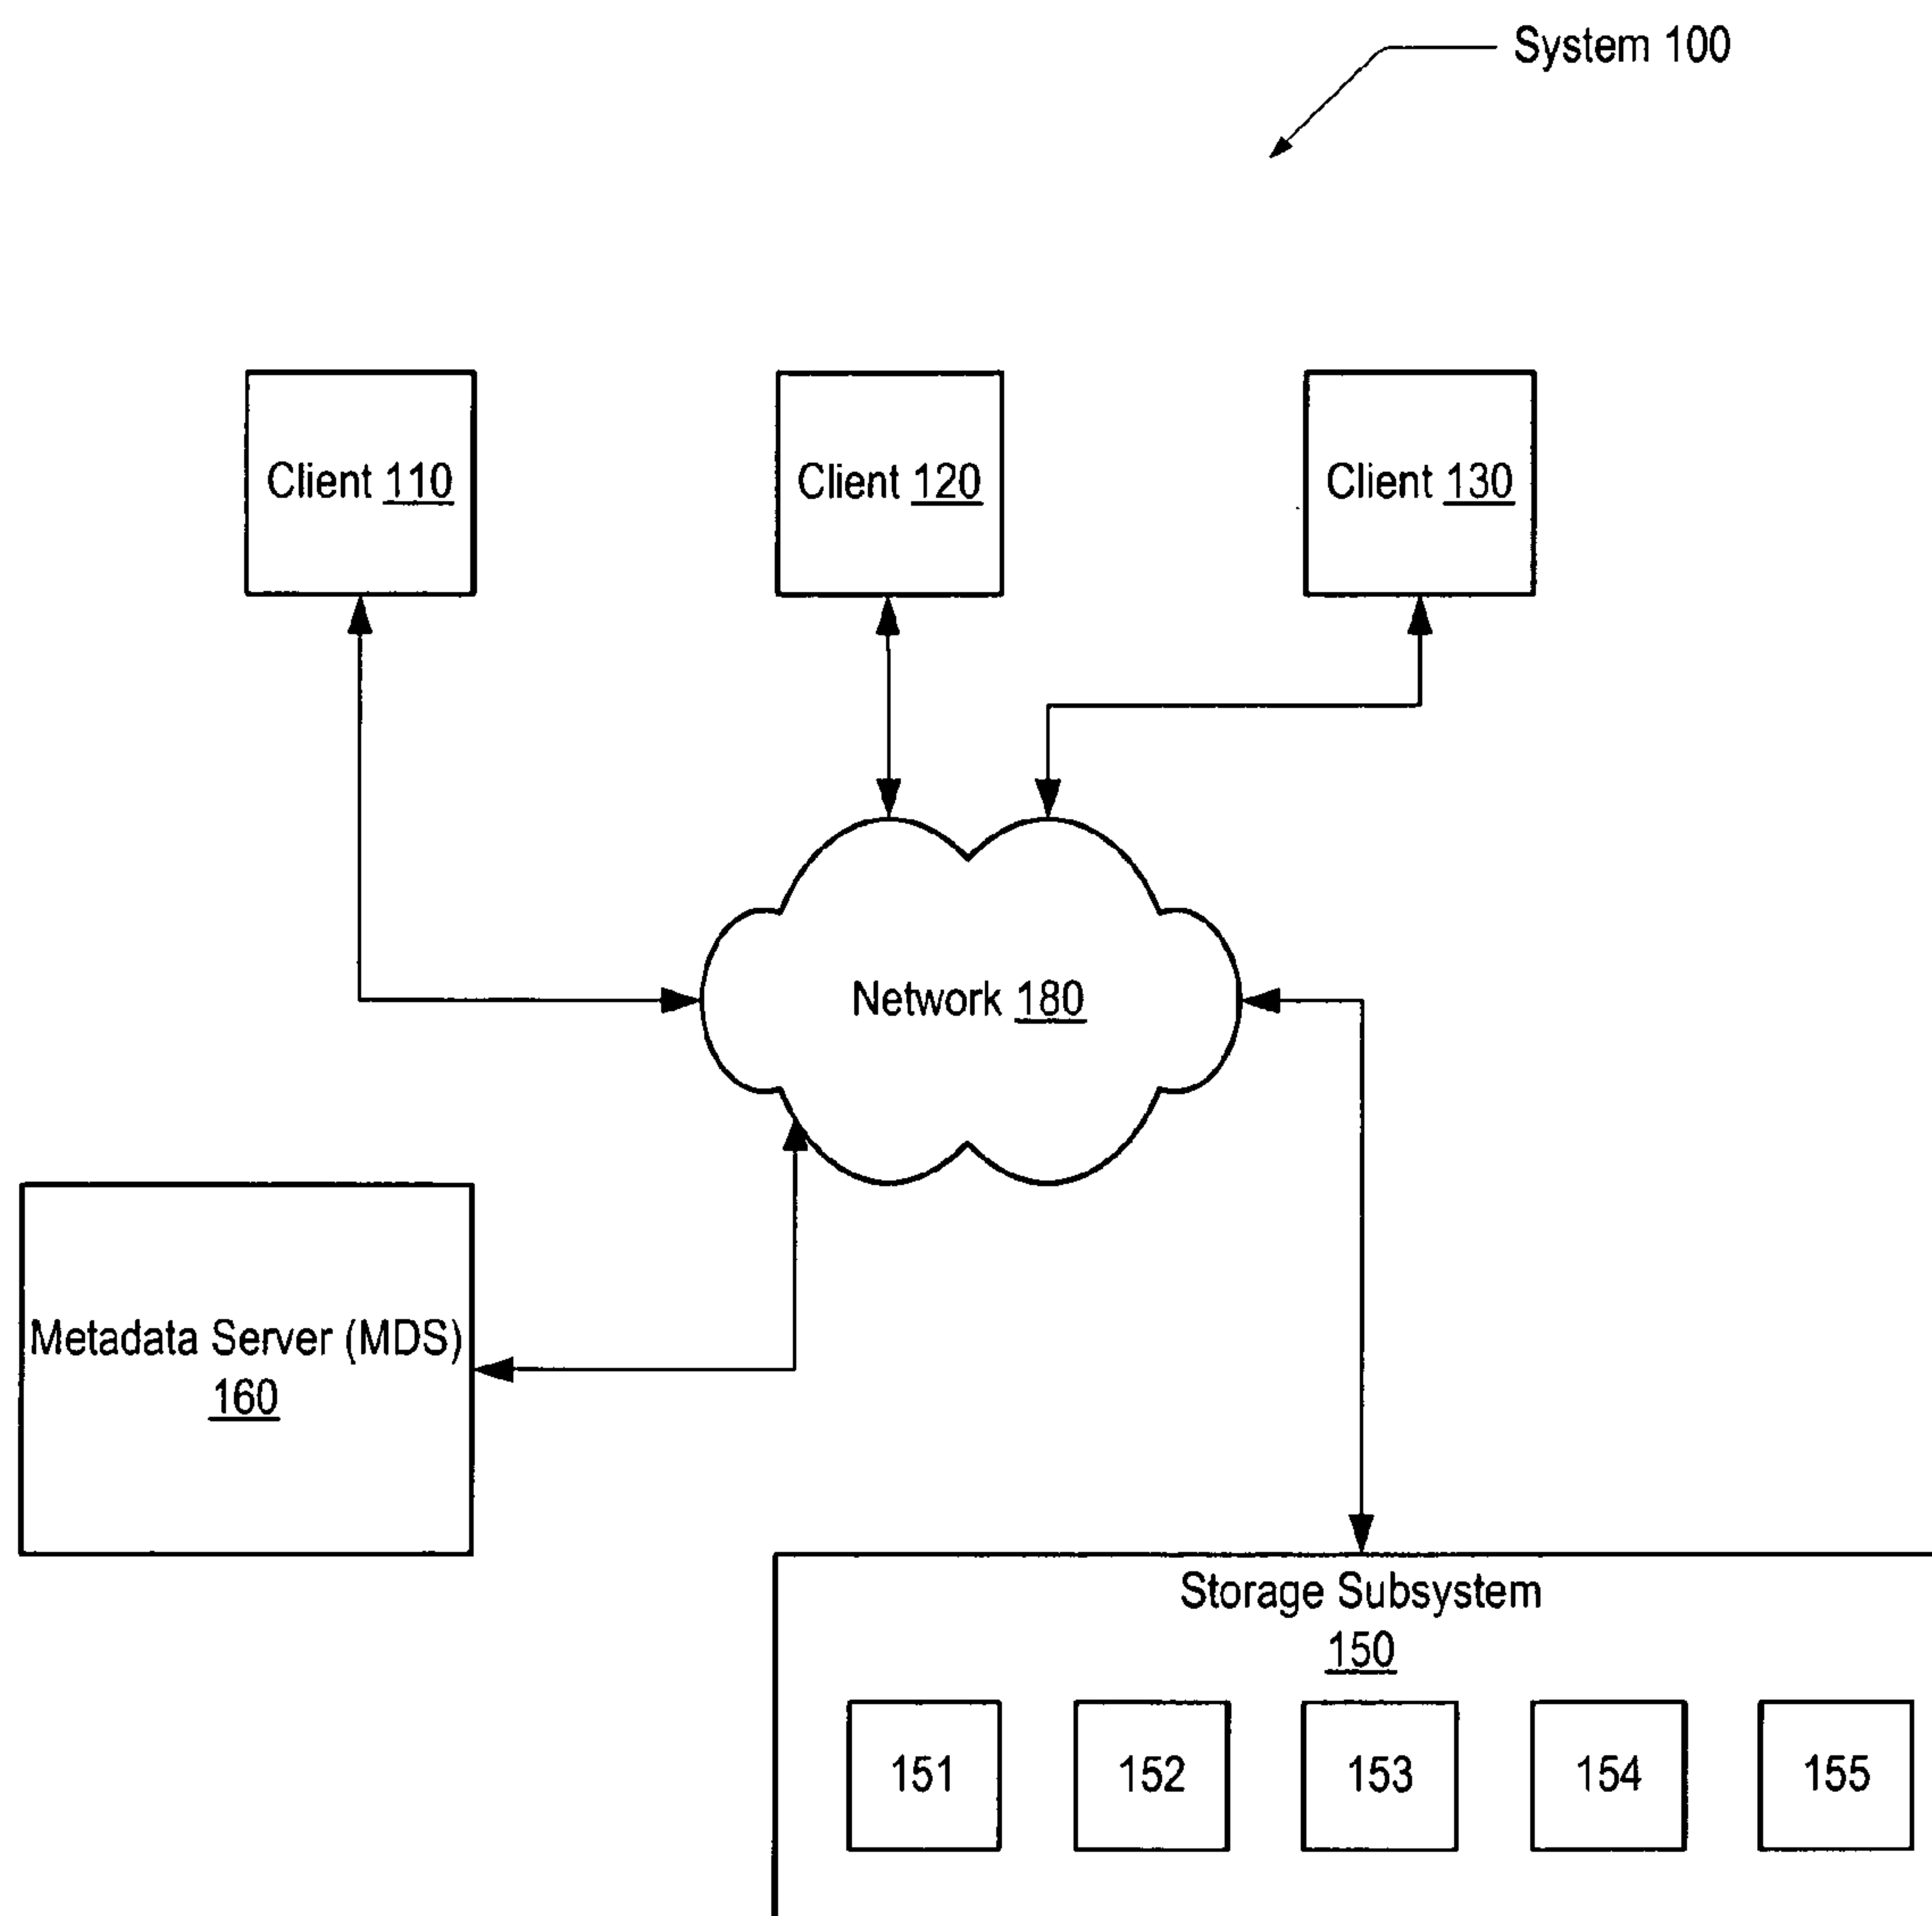 System 100
Client 110
Client 120
Client 130
Network 180
Metadata Server (MDS)
160
Storage Subsystem
150
151
152
153
154
155